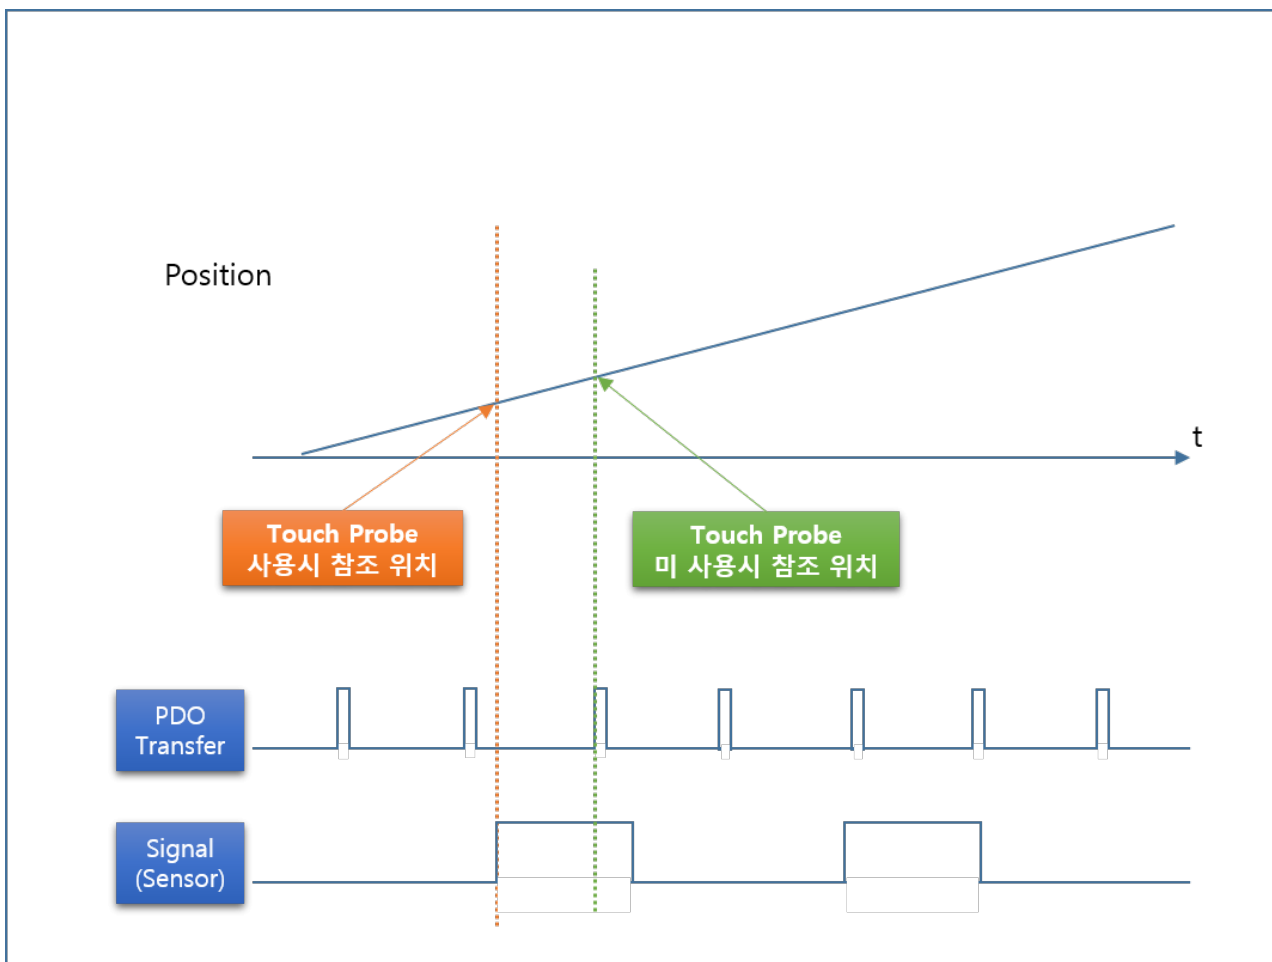 Position
t
Touch Probe
사용시 참조 위치
Touch Probe
미 사용시 참조 위치
PDO
Transfer
Signal
(Sensor)